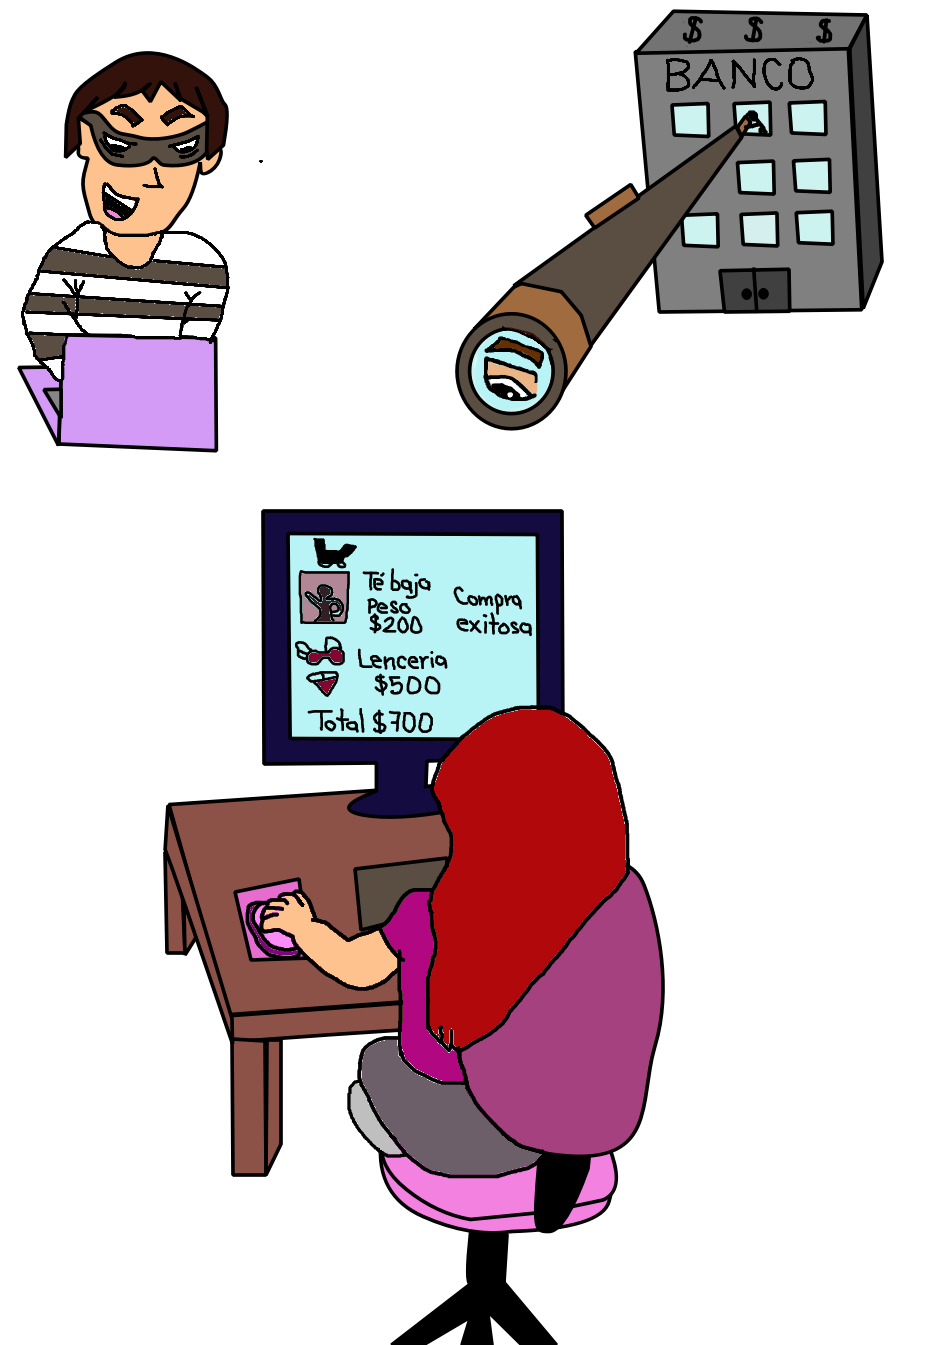 $ $ $
BANCO
Té baja
Peso
$200
Compra
exitosa
Lenceria
$500
Total $700